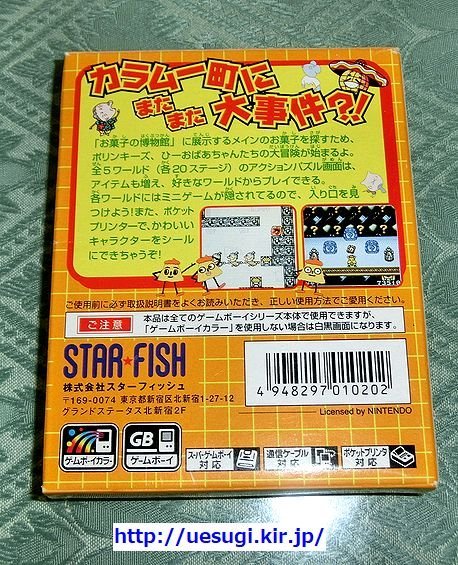 カラムー町に
またまた
大事件?!
「お菓子の博物館」に展示するメインのお菓子を探すため、
ポリンキーズ、ひーおばあちゃんたちの大冒険が始まるよ。
全5ワールド（各20ステージ）のアクションパズル画面は、
アイテムも増え、好きなワールドからプレイできる。
各ワールドにはミニゲームが隠されてるので、入り口を見
つけよう!また、ポケット
プリンターで、かわいい
キャラクターをシール
にできちゃうぞ!
ご使用前に必ず取扱説明書をよくお読みいただき、正しい使用方法でご愛用ください。
ご注意
本品は全てのゲームボーイシリーズ本体で使用できますが、
「ゲームボーイカラー」を使用しない場合は白黒画面になります。
STAR★FISH
株式会社スターフィッシュ
〒169-0074 東京都新宿区北新宿1-27-12
グランドステータス北新宿2F
4 948297 010202
Licensed by NINTENDO
ゲームボーイカラー
GB
ゲームボーイ
スーパーゲームボーイ
対応
通信ケーブル
対応
ポケットプリンタ
対応
http://uesugi.kir.jp/